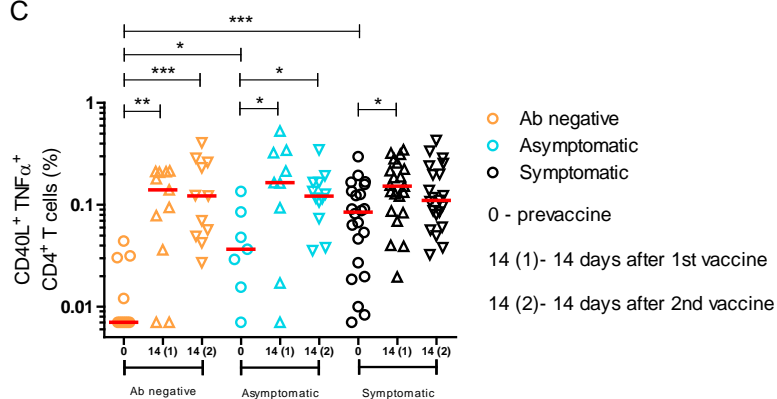 C
***
*
***
*
**
*
*
CD40L⁺ TNFα⁺
CD4⁺ T cells (%)
1
0.1
0.01
0 14 (1) 14 (2) 0 14 (1) 14 (2) 0 14 (1) 14 (2)
Ab negative Asymptomatic Symptomatic
Ab negative
Asymptomatic
Symptomatic
0 - prevaccine
14 (1)- 14 days after 1st vaccine
14 (2)- 14 days after 2nd vaccine